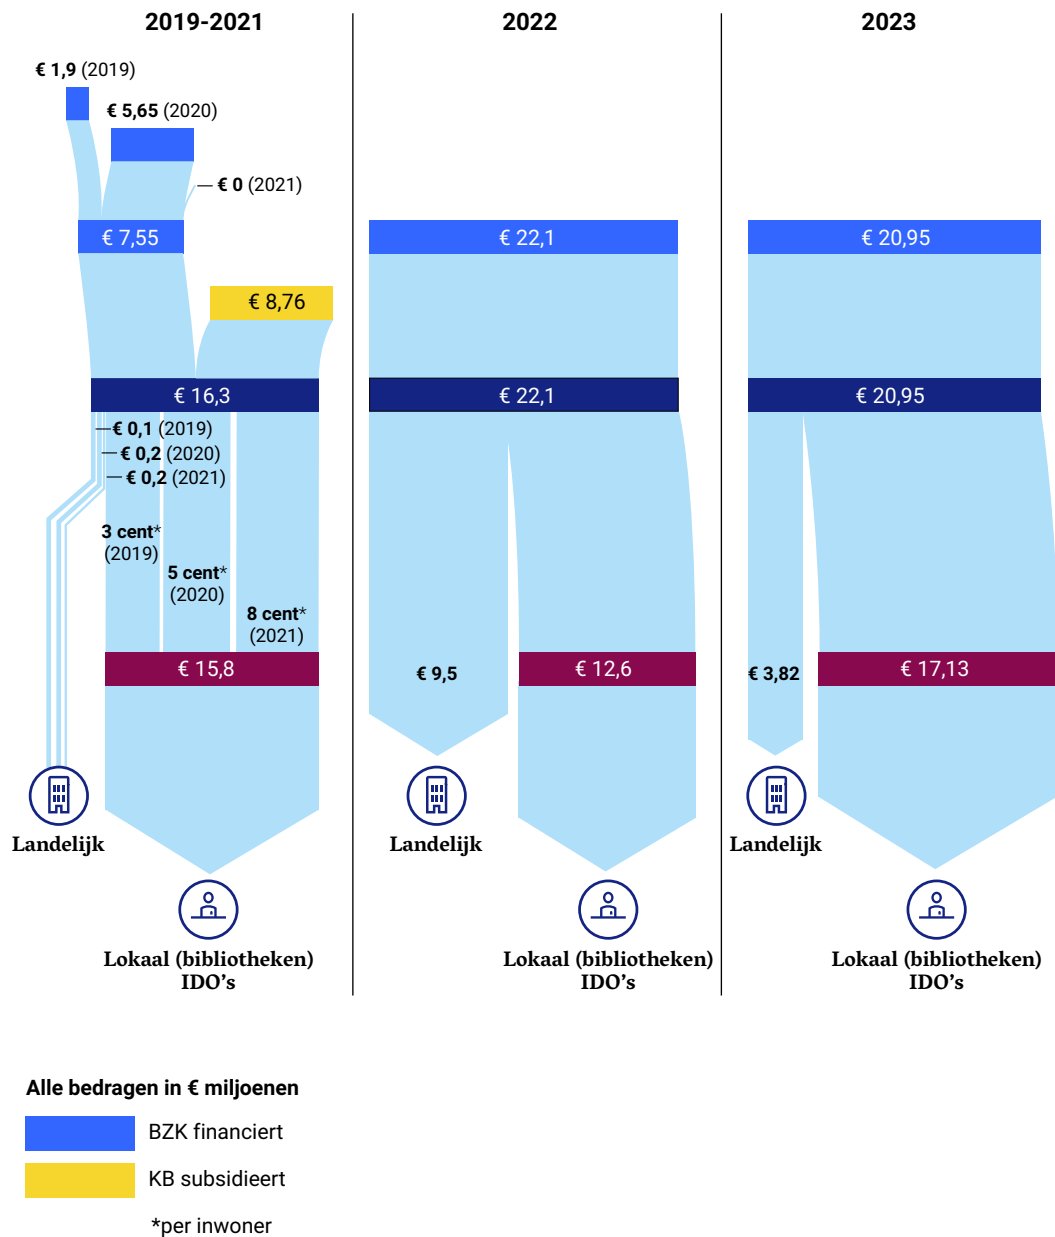 2019-2021
€ 1,9 (2019)
€ 5,65 (2020)
€ 0 (2021)
€ 7,55
€ 8,76
€ 16,3
€ 0,1 (2019)
€ 0,2 (2020)
€ 0,2 (2021)
3 cent*
(2019)
5 cent*
(2020)
8 cent*
(2021)
€ 15,8
Landelijk
Lokaal (bibliotheken)
IDO's
2022
€ 22,1
€ 22,1
€ 9,5
€ 12,6
Landelijk
Lokaal (bibliotheken)
IDO's
2023
€ 20,95
€ 20,95
€ 3,82
€ 17,13
Landelijk
Lokaal (bibliotheken)
IDO's
Alle bedragen in € miljoenen
BZK financiert
KB subsidieert
*per inwoner